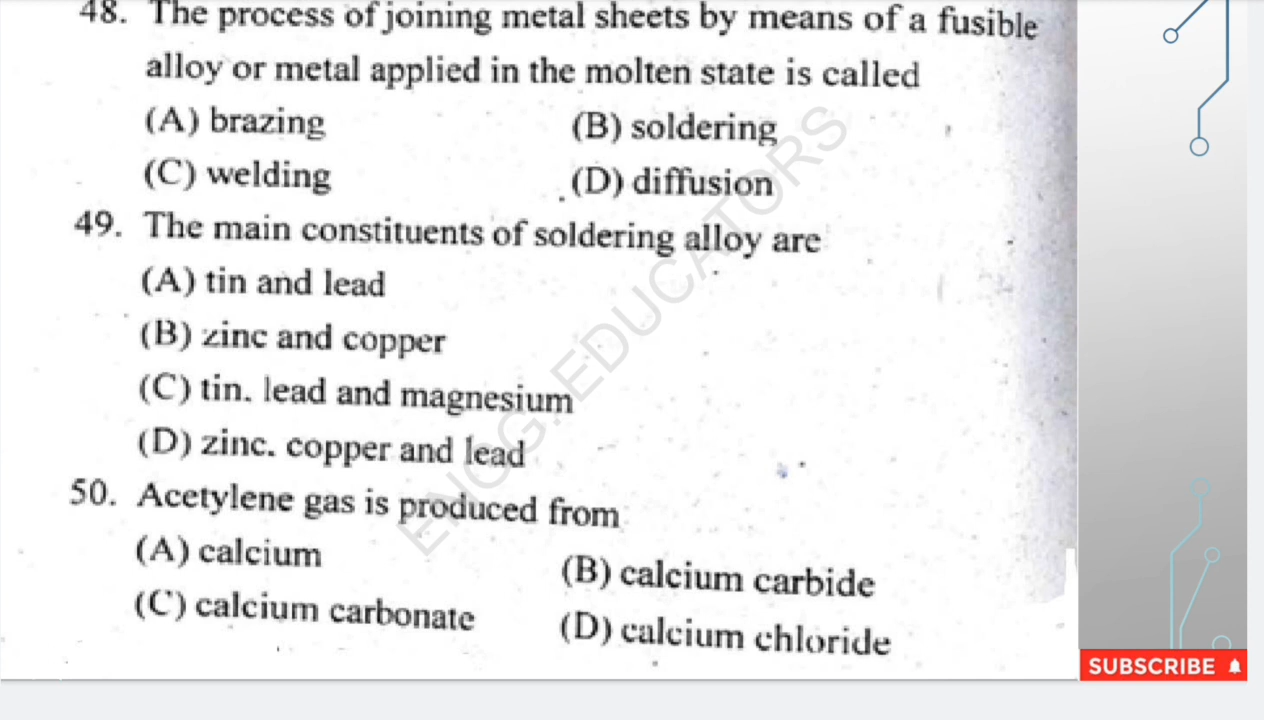 48. The process of joining metal sheets by means of a fusible
alloy or metal applied in the molten state is called
(A) brazing (B) soldering
(C) welding (D) diffusion
49. The main constituents of soldering alloy are
(A) tin and lead
(B) zinc and copper
(C) tin. lead and magnesium
(D) zinc. copper and lead
50. Acetylene gas is produced from
(A) calcium (B) calcium carbide
(C) calcium carbonate (D) calcium chloride
ENGG.EDUCATORS
SUBSCRIBE